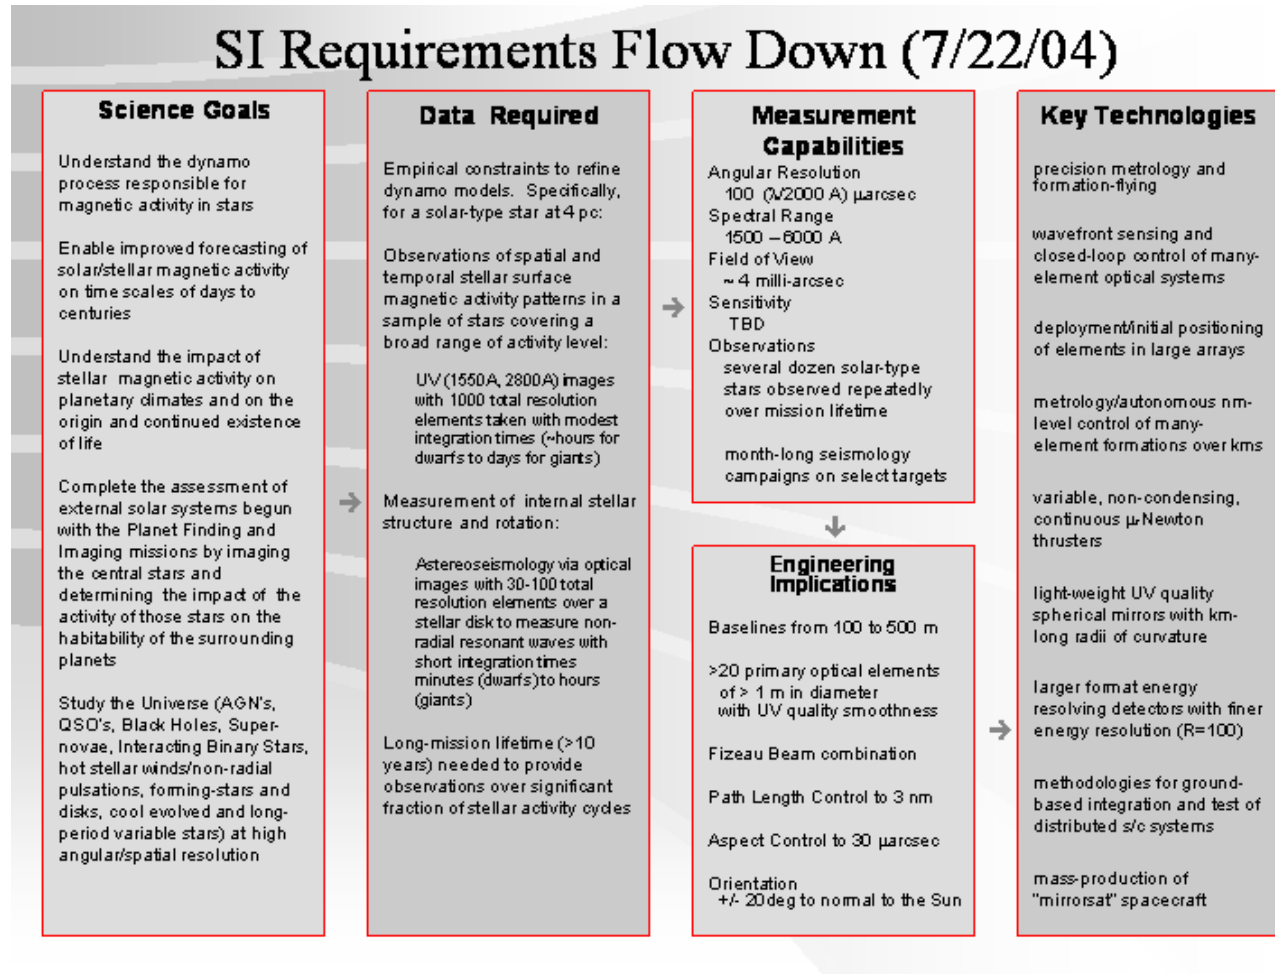 SI Requirements Flow Down (7/22/04)
Science Goals
Understand the dynamo
process responsible for
magnetic activity in stars
Enable improved forecasting of
solar/stellar magnetic activity
on time scales of days to
centuries
Understand the impact of
stellar magnetic activity on
planetary climates and on the
origin and continued existence
of life
Complete the assessment of
external solar systems begun
with the Planet Finding and
Imaging missions by imaging
the central stars and
determining the impact of the
activity of those stars on the
habitability of the surrounding
planets
Study the Universe (AGN's,
QSO's, Black Holes, Super-
novae, Interacting Binary Stars,
hot stellar winds/non-radial
pulsations, forming-stars and
disks, cool evolved and long-
period variable stars) at high
angular/spatial resolution
Data Required
Empirical constraints to refine
dynamo models. Specifically,
for a solar-type star at 4 pc:
Observations of spatial and
temporal stellar surface
magnetic activity patterns in a
sample of stars covering a
broad range of activity level:
UV (1550A, 2800A) images
with 1000 total resolution
elements taken with modest
integration times (~hours for
dwarfs to days for giants)
Measurement of internal stellar
structure and rotation:
Astereoseismology via optical
images with 30-100 total
resolution elements over a
stellar disk to measure non-
radial resonant waves with
short integration times
minutes (dwarfs)to hours
(giants)
Long-mission lifetime (>10
years) needed to provide
observations over significant
fraction of stellar activity cycles
Measurement
Capabilities
Angular Resolution
100 (λ/2000 A) μarcsec
Spectral Range
1500 – 6000 A
Field of View
~ 4 milli-arcsec
Sensitivity
TBD
Observations
several dozen solar-type
stars observed repeatedly
over mission lifetime
month-long seismology
campaigns on select targets
Engineering
Implications
Baselines from 100 to 500 m
>20 primary optical elements
of > 1 m in diameter
with UV quality smoothness
Fizeau Beam combination
Path Length Control to 3 nm
Aspect Control to 30 μarcsec
Orientation
+/- 20deg to normal to the Sun
Key Technologies
precision metrology and
formation-flying
wavefront sensing and
closed-loop control of many-
element optical systems
deployment/initial positioning
of elements in large arrays
metrology/autonomous nm-
level control of many-
element formations over kms
variable, non-condensing,
continuous μ-Newton
thrusters
light-weight UV quality
spherical mirrors with km-
long radii of curvature
larger format energy
resolving detectors with finer
energy resolution (R=100)
methodologies for ground-
based integration and test of
distributed s/c systems
mass-production of
"mirrorsat" spacecraft